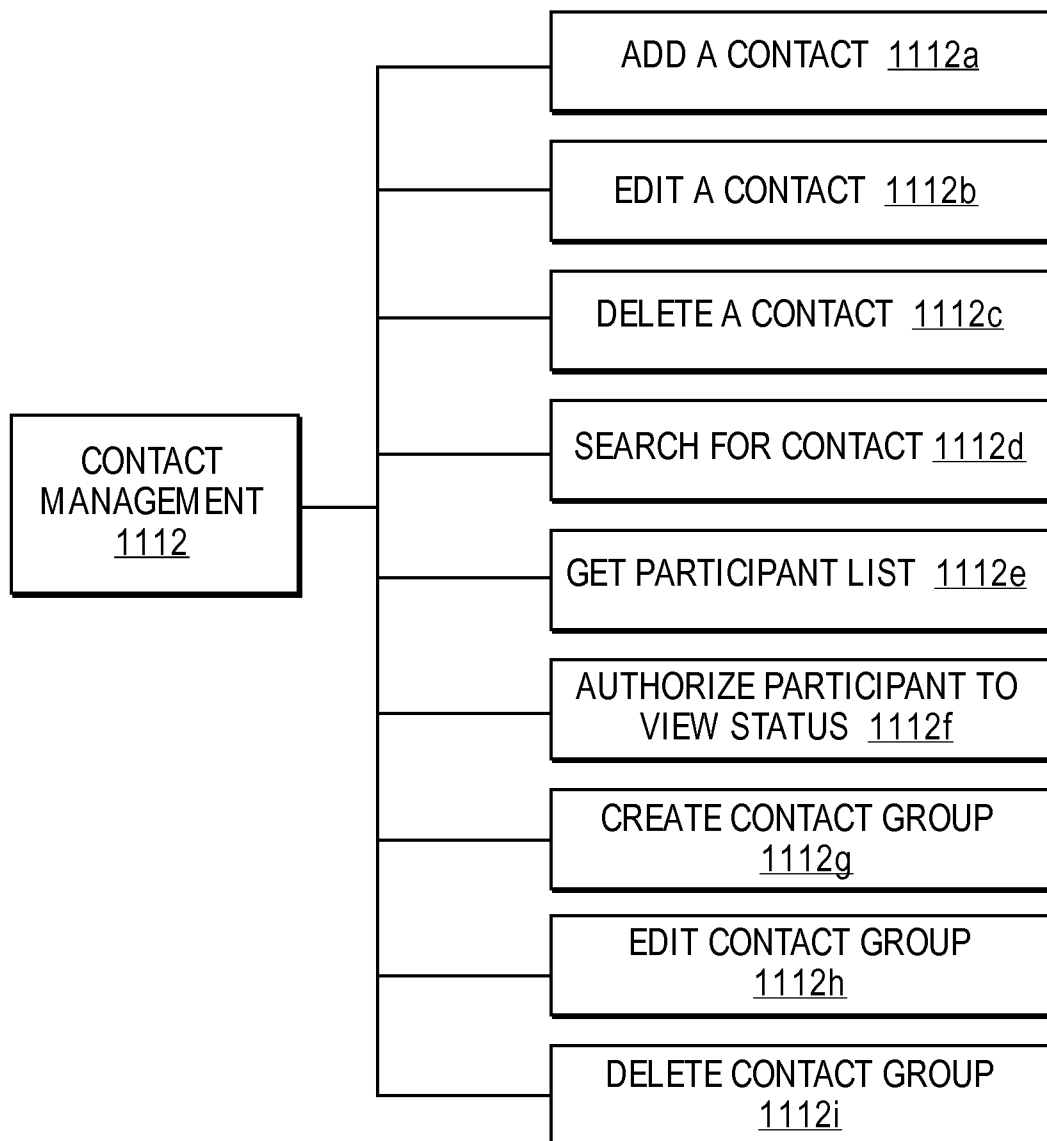 ADD A CONTACT 1112a
EDIT A CONTACT 1112b
DELETE A CONTACT 1112c
SEARCH FOR CONTACT 1112d
CONTACT
MANAGEMENT
1112
GET PARTICIPANT LIST 1112e
AUTHORIZE PARTICIPANT TO
VIEW STATUS 1112f
CREATE CONTACT GROUP
1112g
EDIT CONTACT GROUP
1112h
DELETE CONTACT GROUP
1112i